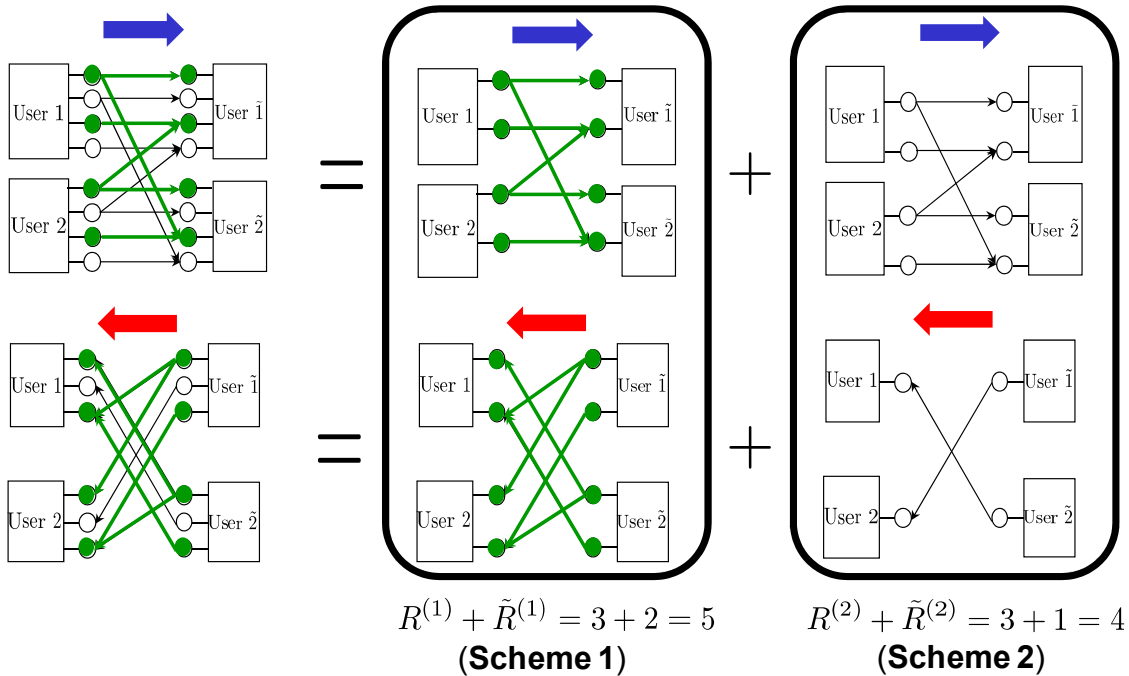 User 1
User 1̃
User 2
User 2̃
=
User 1
User 1̃
User 2
User 2̃
+
User 1
User 1̃
User 2
User 2̃
User 1
User 1̃
User 2
User 2̃
=
User 1
User 1̃
User 2
User 2̃
+
User 1
User 1̃
User 2
User 2̃
R^(1) + R̃^(1) = 3 + 2 = 5
(Scheme 1)
R^(2) + R̃^(2) = 3 + 1 = 4
(Scheme 2)